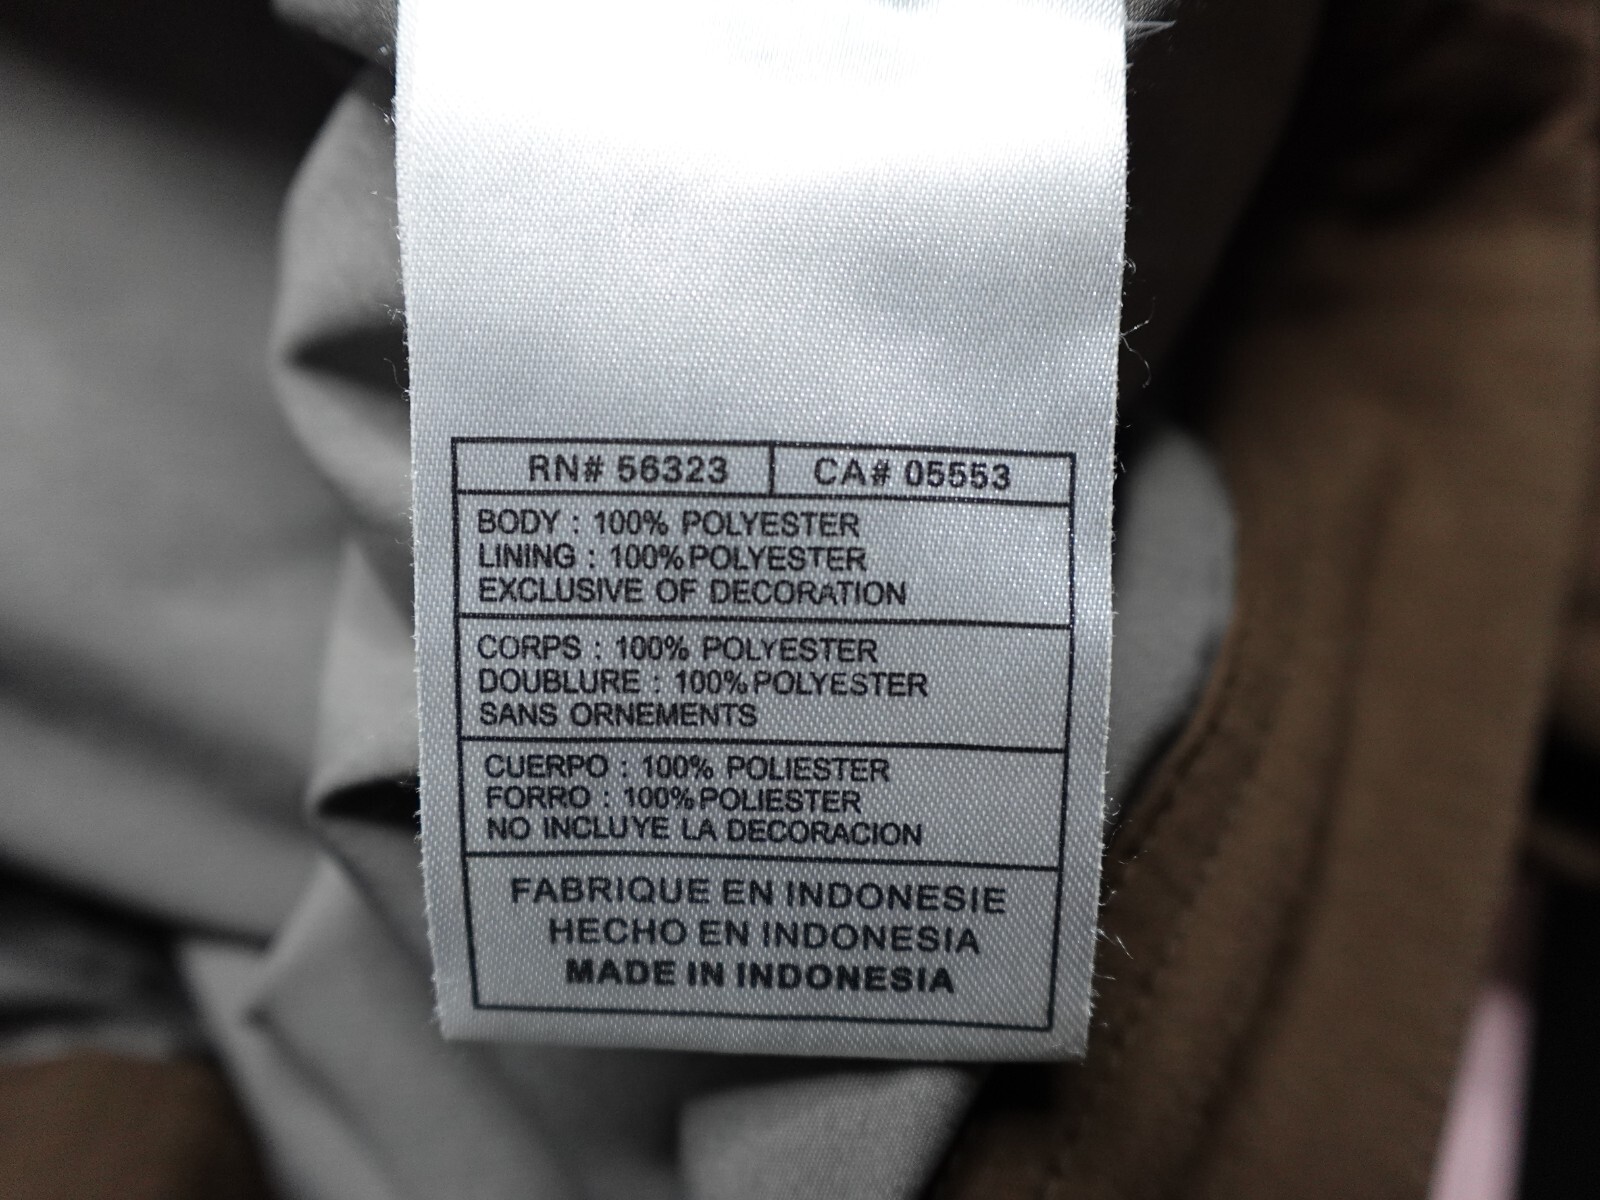 RN# 56323 CA# 05553
BODY : 100% POLYESTER
LINING : 100% POLYESTER
EXCLUSIVE OF DECORATION
CORPS : 100% POLYESTER
DOUBLURE : 100% POLYESTER
SANS ORNEMENTS
CUERPO : 100% POLIESTER
FORRO : 100% POLIESTER
NO INCLUYE LA DECORACION
FABRIQUE EN INDONESIE
HECHO EN INDONESIA
MADE IN INDONESIA